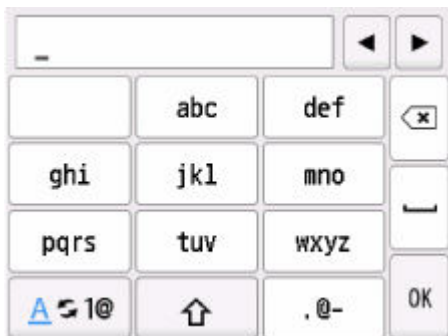 _
abc def
ghi jkl mno
pqrs tuv wxyz
A 1@ .@- OK